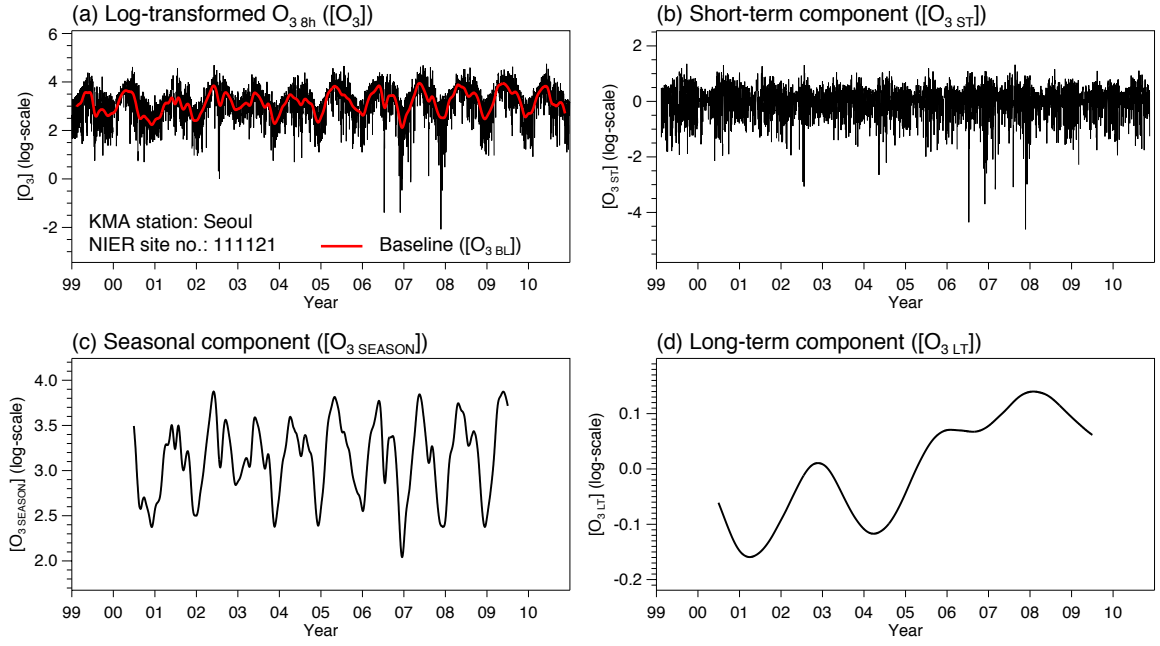 (a) Log-transformed O3 8h ([O3])
[O3] (log-scale)
6
4
2
0
-2
KMA station: Seoul
NIER site no.: 111121
Baseline ([O3 BL])
99 00 01 02 03 04 05 06 07 08 09 10
Year
(b) Short-term component ([O3 ST])
[O3 ST] (log-scale)
2
0
-2
-4
99 00 01 02 03 04 05 06 07 08 09 10
Year
(c) Seasonal component ([O3 SEASON])
[O3 SEASON] (log-scale)
4.0
3.5
3.0
2.5
2.0
99 00 01 02 03 04 05 06 07 08 09 10
Year
(d) Long-term component ([O3 LT])
[O3 LT] (log-scale)
0.1
0.0
-0.1
-0.2
99 00 01 02 03 04 05 06 07 08 09 10
Year